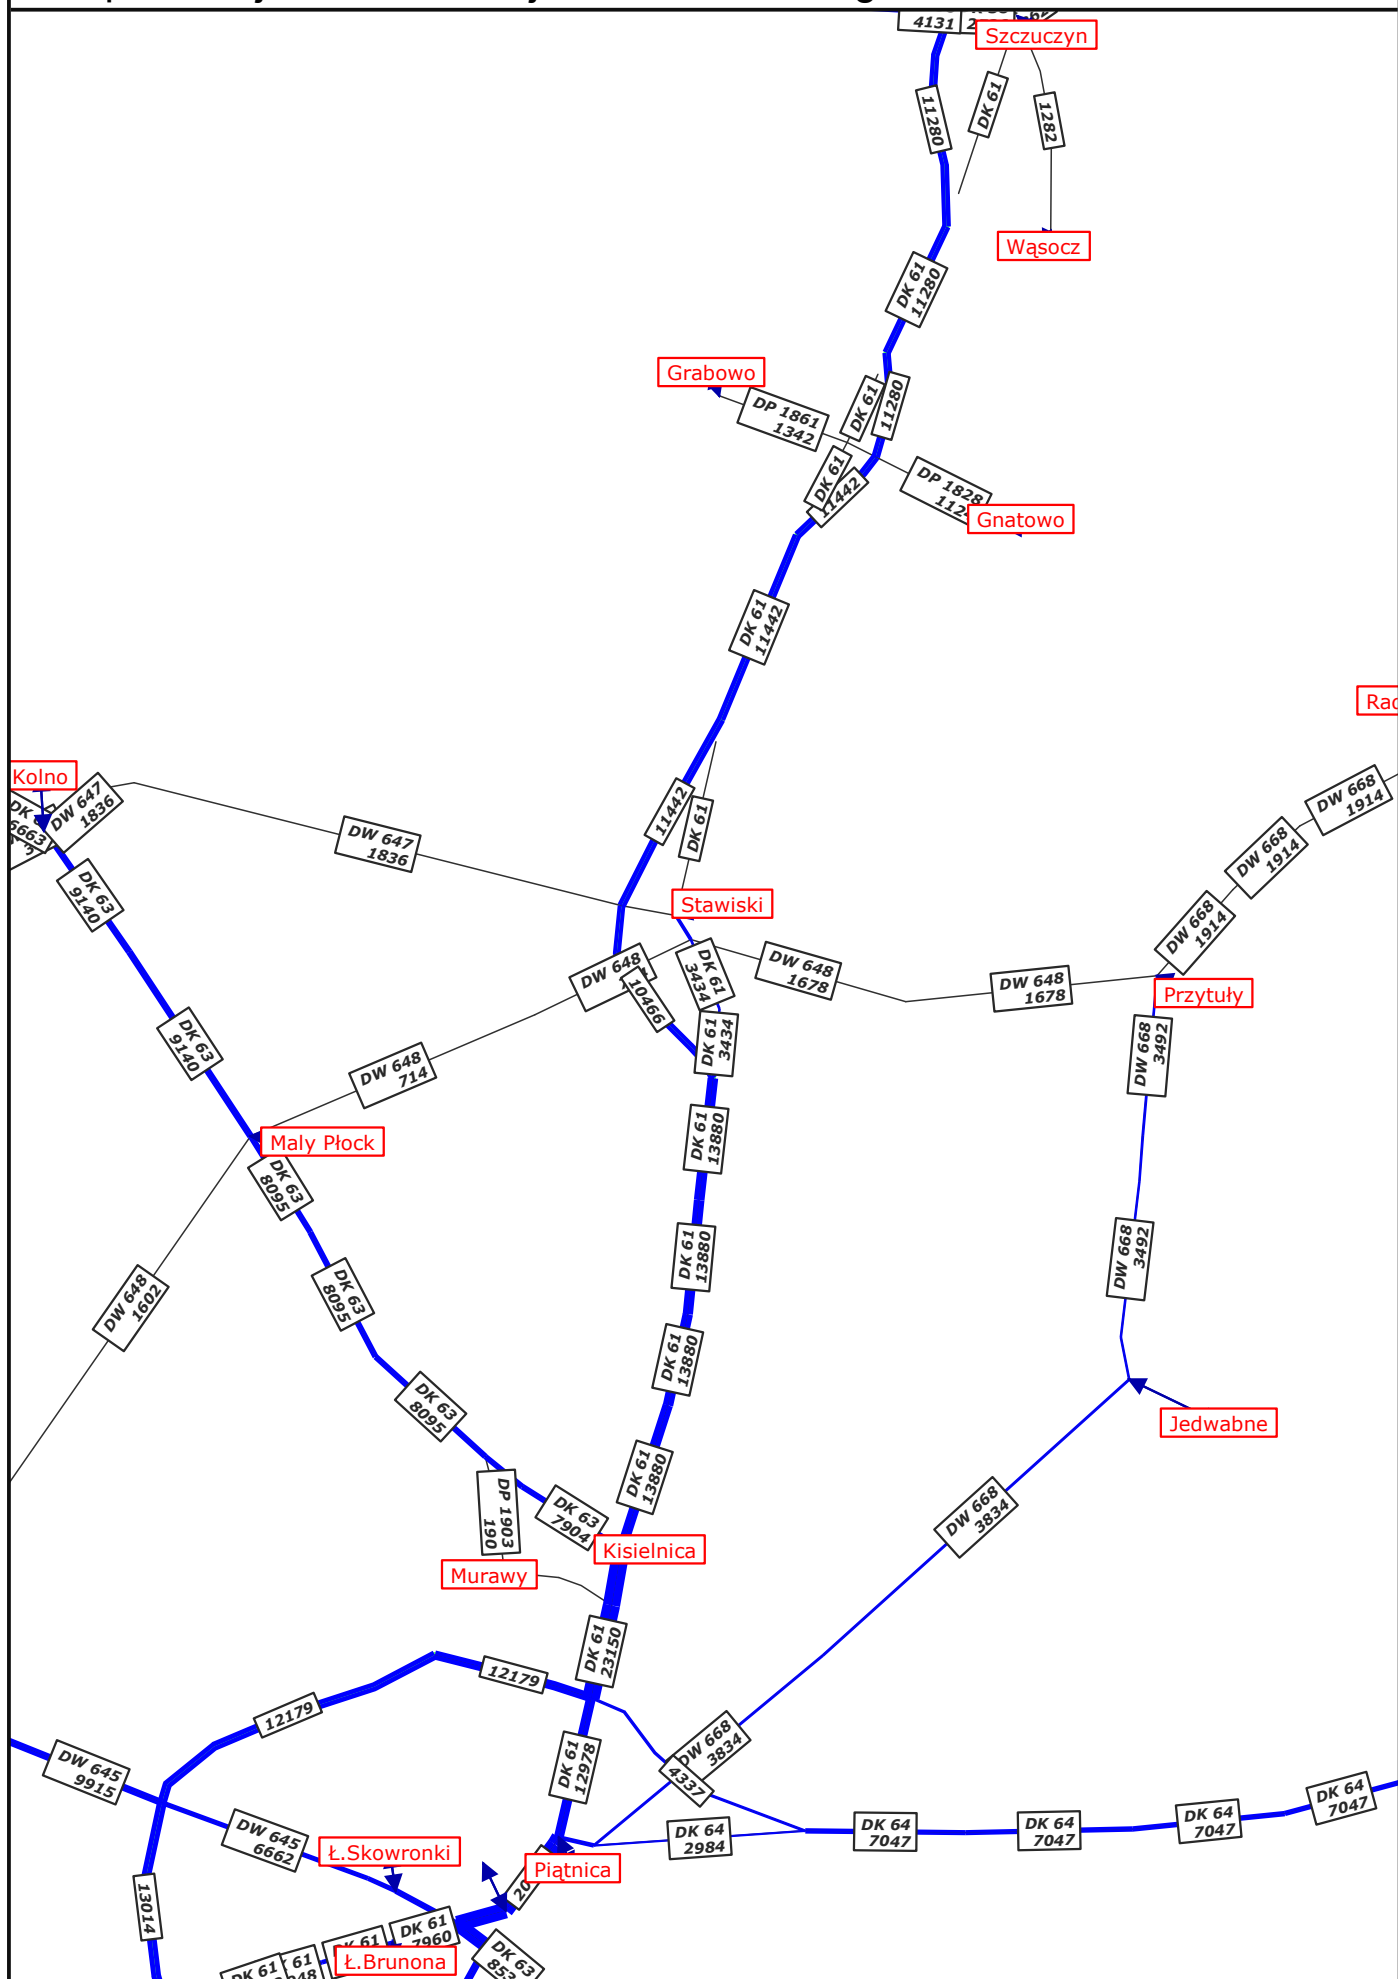 4131
Szczuczyn
11280
DK 61
1282
Wąsocz
DK 61
11280
Grabowo
DP 1861
1342
DK 61
11280
DK 61
11442
DP 1828
Gnatowo
DK 61
11442
Kolno
DW 647
1836
6663
DW 647
1836
11442
DK 61
DW 668
1914
DW 668
1914
DW 668
1914
DK 63
9140
Stawiski
DW 648
10466
DK 61
3434
DW 648
1678
DW 648
1678
Przytuły
DK 63
9140
DK 61
3434
DW 668
3492
DW 648
714
Maly Płock
DK 61
13880
DK 63
8095
DK 61
13880
DW 668
3492
DW 648
1602
DK 63
8095
DK 61
13880
DK 63
8095
Jedwabne
DK 61
13880
DP 1903
190
DK 63
7904
DW 668
3834
Kisielnica
Murawy
DK 61
23150
12179
12179
DK 61
12978
DW 668
3834
4337
DW 645
9915
DK 64
7047
DW 645
6662
DK 64
2984
DK 64
7047
DK 64
7047
DK 64
7047
Ł.Skowronki
Piątnica
13014
DK 61
7960
DK 63
Ł.Brunona
DK 61